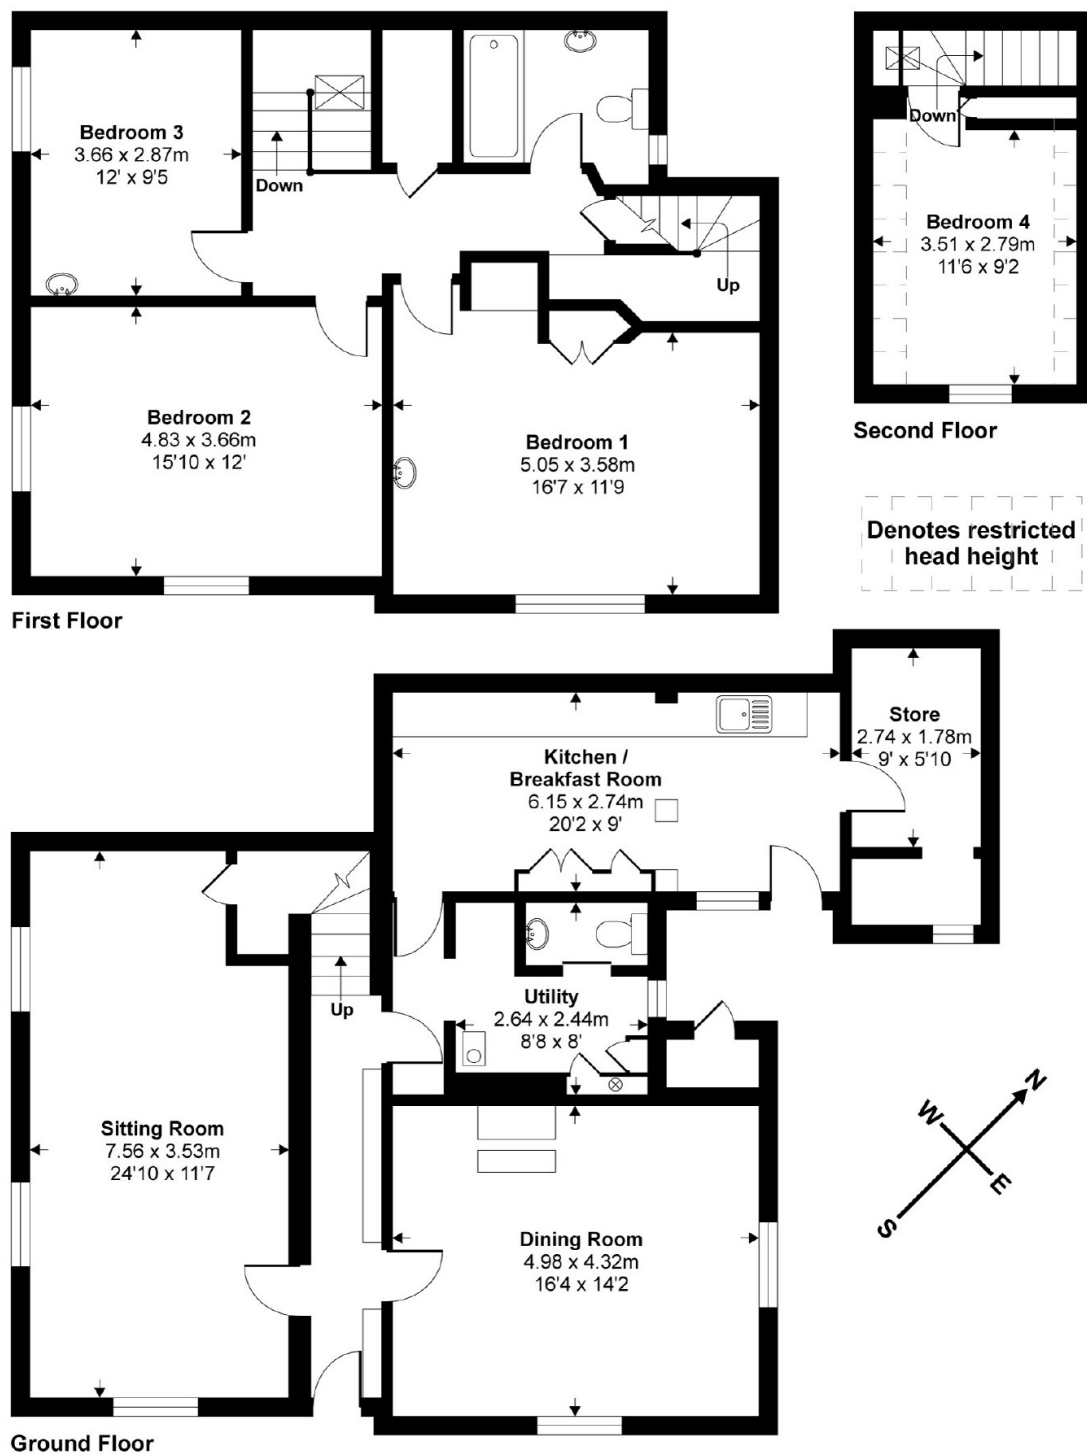 Bedroom 3
3.66 x 2.87m
12' x 9'5
Down
Up
Bedroom 2
4.83 x 3.66m
15'10 x 12'
Bedroom 1
5.05 x 3.58m
16'7 x 11'9
First Floor
Down
Bedroom 4
3.51 x 2.79m
11'6 x 9'2
Second Floor
Denotes restricted
head height
Kitchen /
Breakfast Room
6.15 x 2.74m
20'2 x 9'
Store
2.74 x 1.78m
9' x 5'10
Up
Utility
2.64 x 2.44m
8'8 x 8'
Sitting Room
7.56 x 3.53m
24'10 x 11'7
Dining Room
4.98 x 4.32m
16'4 x 14'2
N
W
E
S
Ground Floor